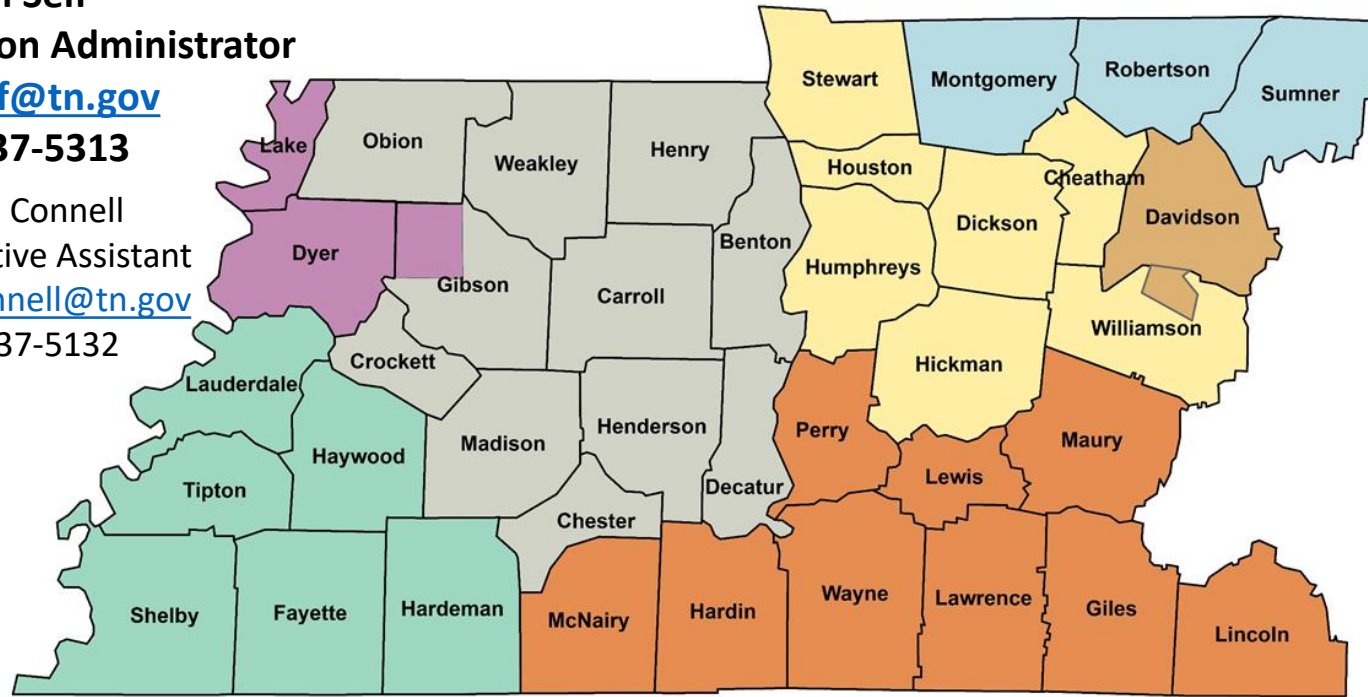 on Administrator
f@tn.gov
37-5313
Connell
tive Assistant
nnell@tn.gov
37-5132
Stewart
Montgomery
Robertson
Sumner
Lake
Obion
Weakley
Henry
Houston
Cheatham
Dickson
Davidson
Dyer
Benton
Humphreys
Gibson
Carroll
Williamson
Crockett
Hickman
Lauderdale
Henderson
Perry
Maury
Madison
Haywood
Lewis
Tipton
Decatur
Chester
Shelby
Fayette
Hardeman
McNairy
Hardin
Wayne
Lawrence
Giles
Lincoln